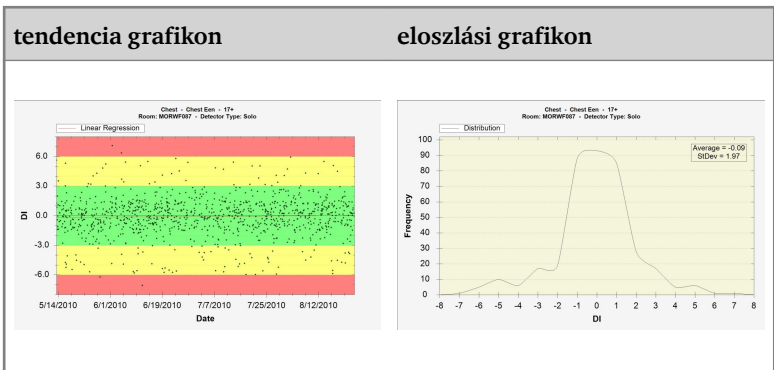 tendencia grafikon
eloszlási grafikon
Chest - Chest Een - 17+
Room: MORWF087 - Detector Type: Solo
Linear Regression
6.0
3.0
0.0
-3.0
-6.0
DI
5/14/2010 6/1/2010 6/19/2010 7/7/2010 7/25/2010 8/12/2010
Date
Chest - Chest Een - 17+
Room: MORWF087 - Detector Type: Solo
Distribution
Average = -0.09
StDev = 1.97
100
90
80
70
60
50
40
30
20
10
0
Frequency
-8 -7 -6 -5 -4 -3 -2 -1 0 1 2 3 4 5 6 7 8
DI